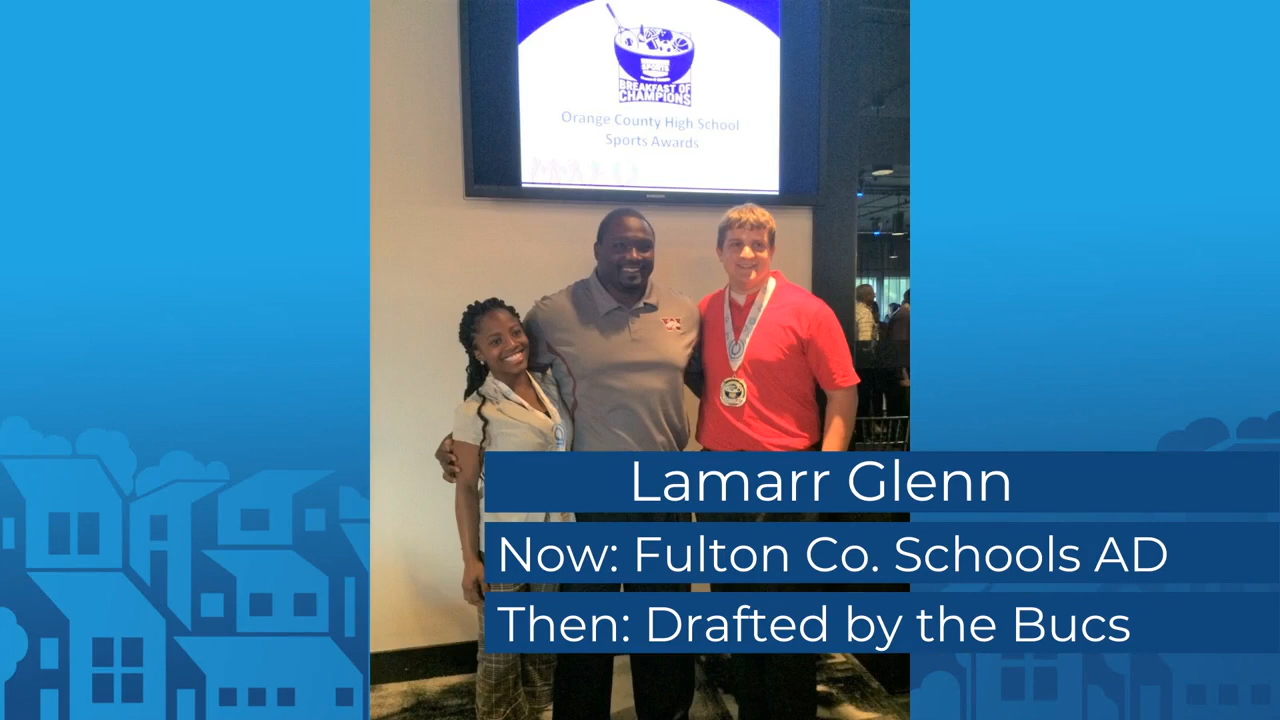 SPORTS
BREAKFAST OF
CHAMPIONS
Orange County High School
Sports Awards
Lamarr Glenn
Now: Fulton Co. Schools AD
Then: Drafted by the Bucs